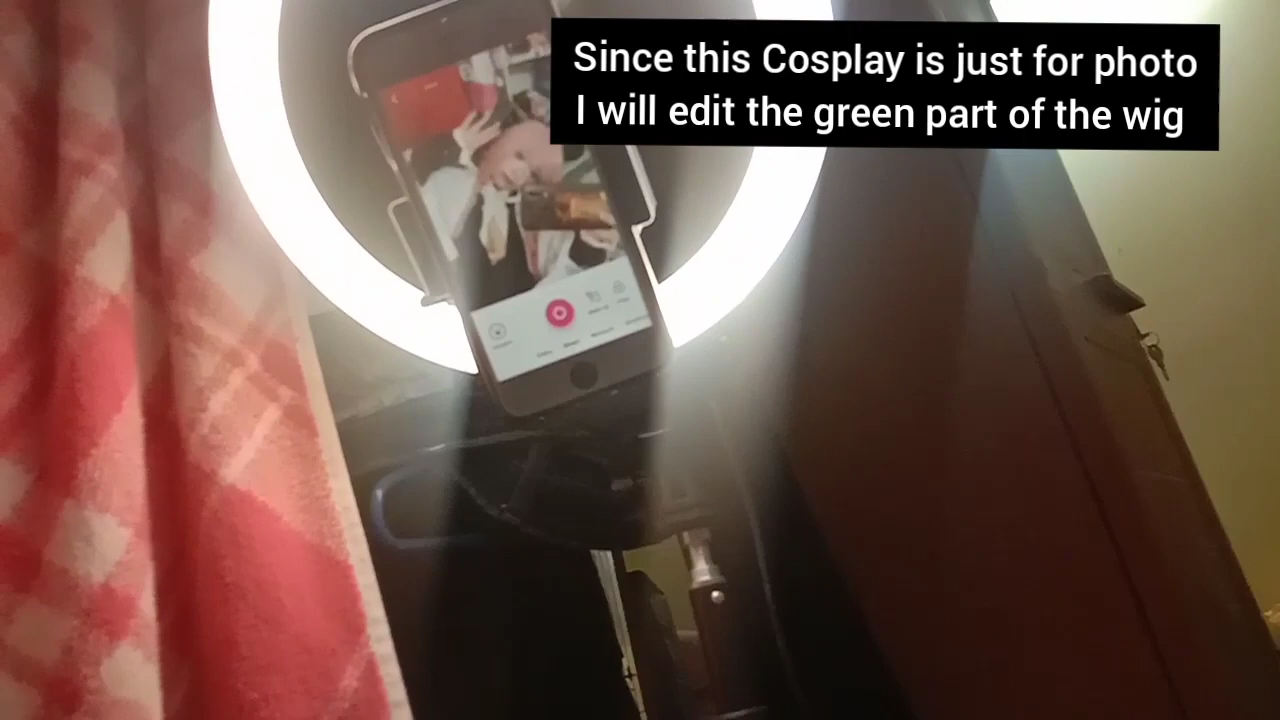 Since this Cosplay is just for photo
I will edit the green part of the wig